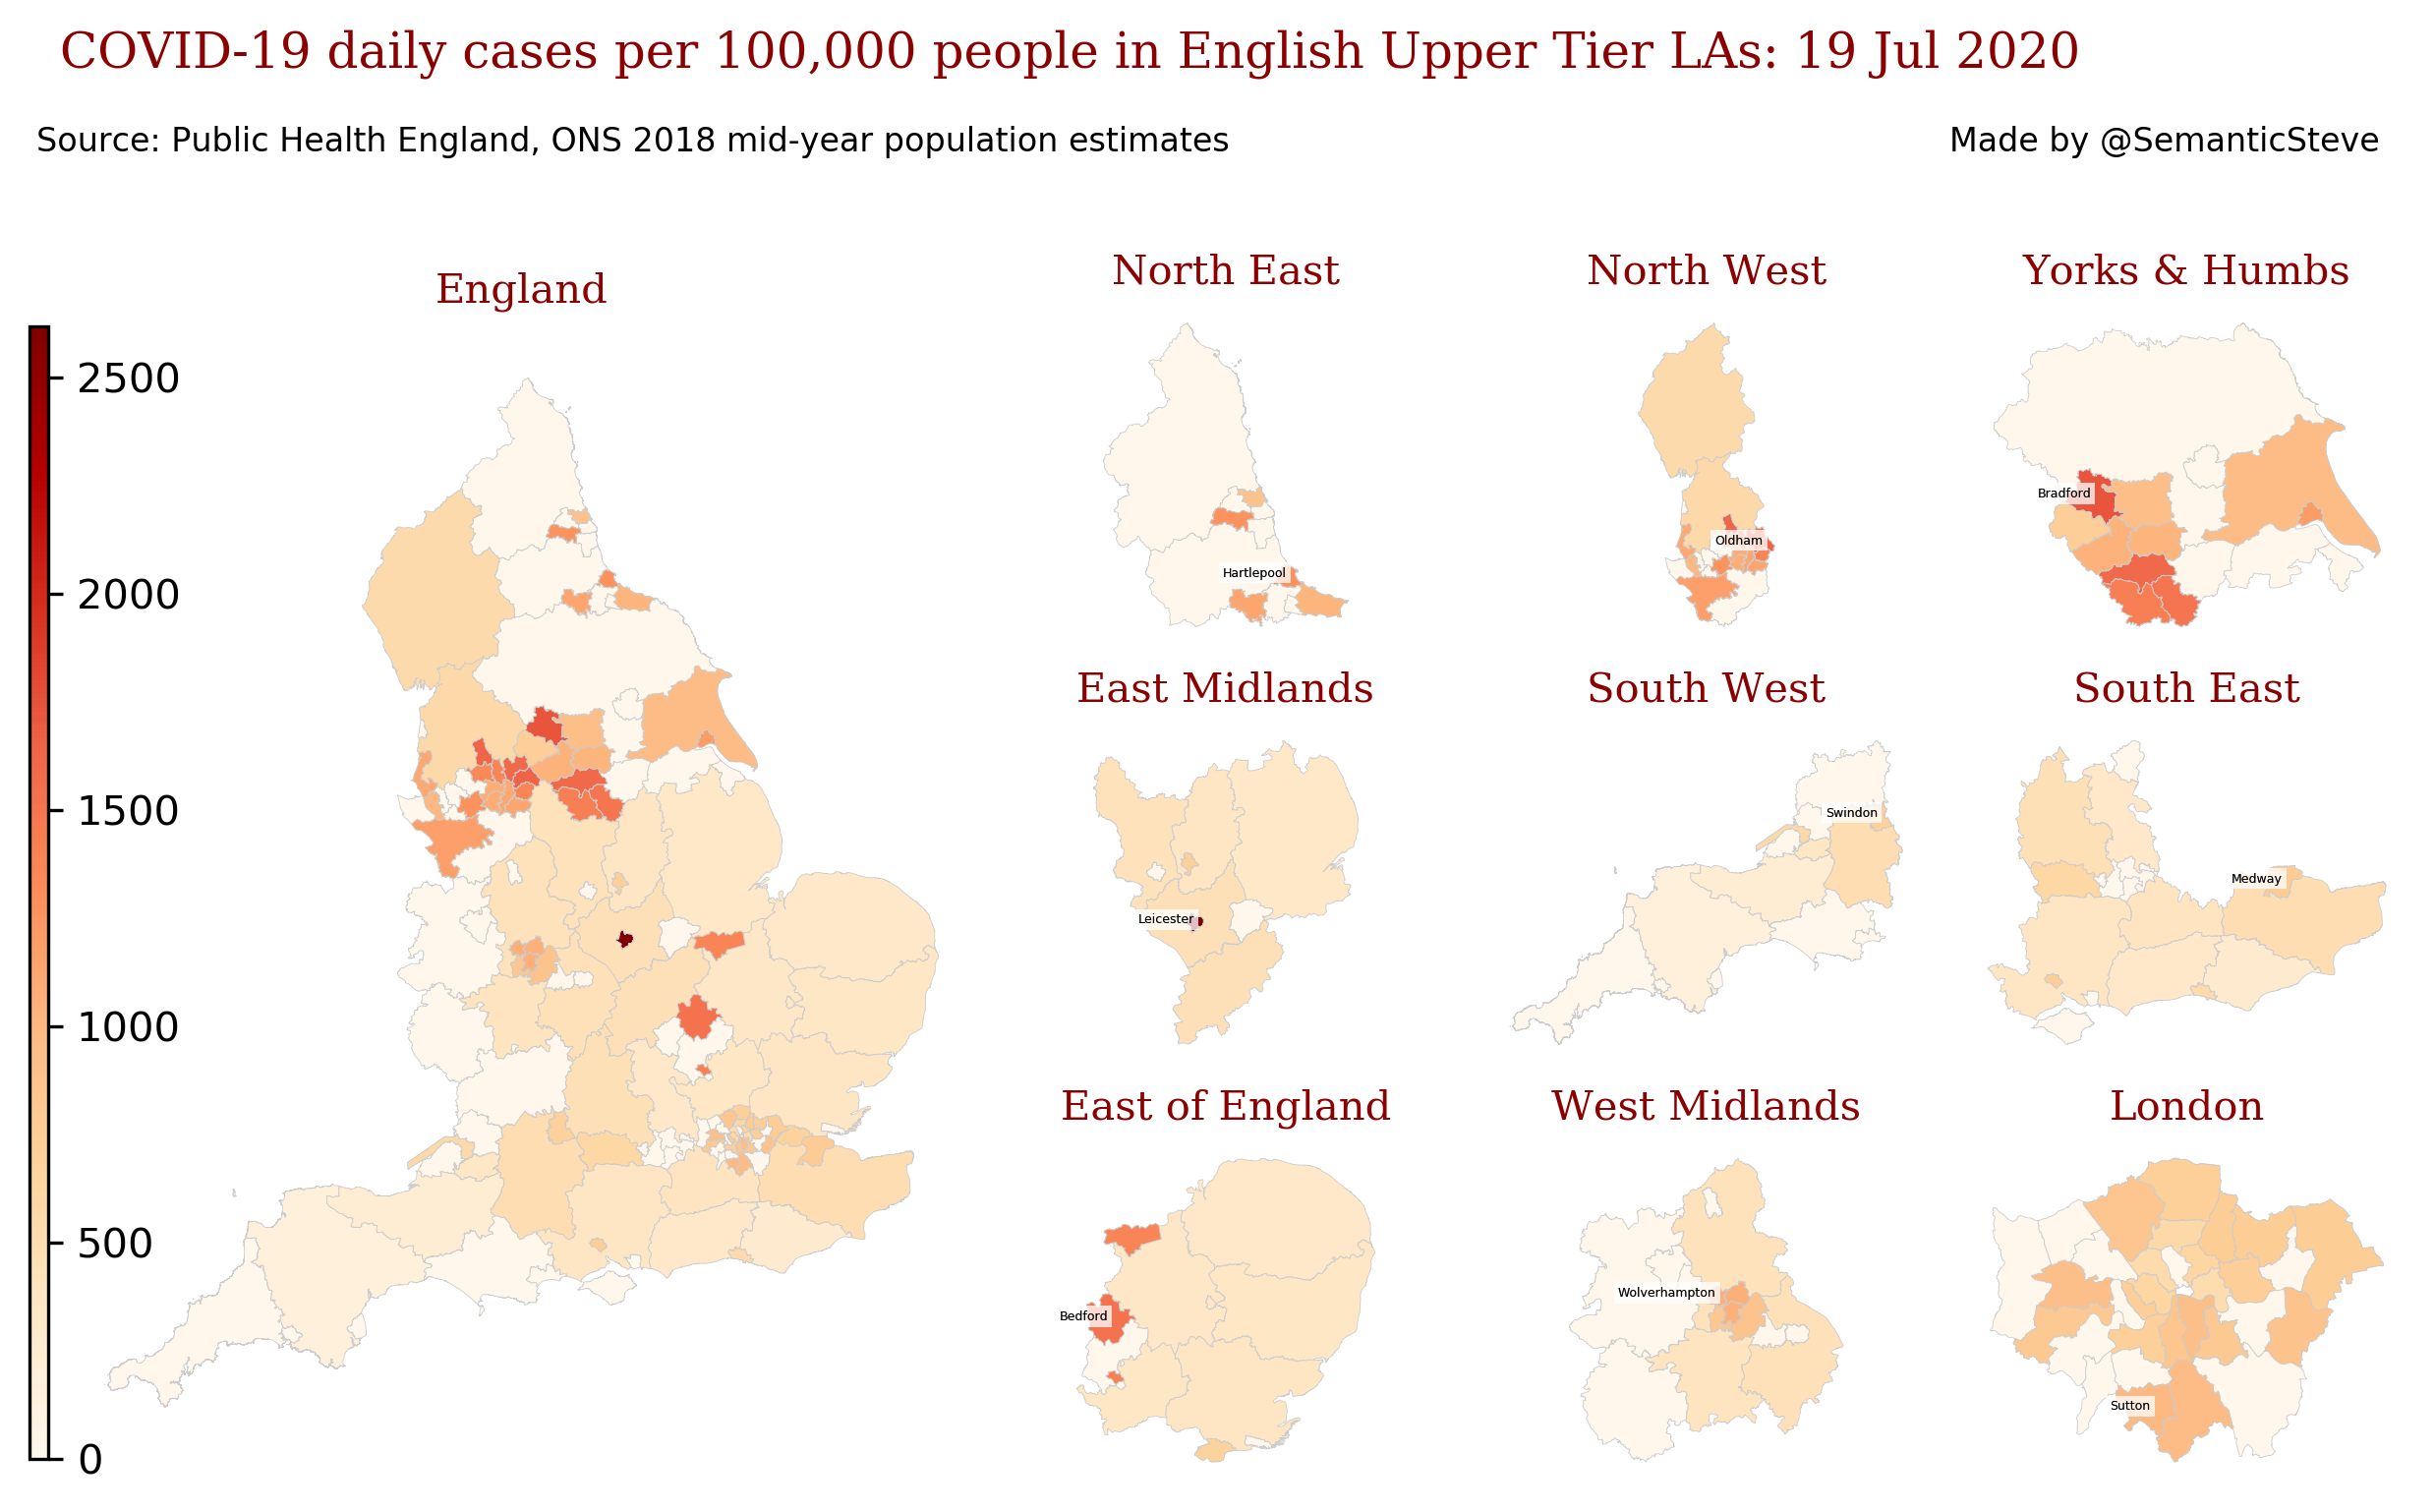 COVID-19 daily cases per 100,000 people in English Upper Tier LAs: 19 Jul 2020
Source: Public Health England, ONS 2018 mid-year population estimates
Made by @SemanticSteve
England
2500
2000
1500
1000
500
0
North East
Hartlepool
North West
Oldham
Yorks & Humbs
Bradford
East Midlands
Leicester
South West
Swindon
South East
Medway
East of England
Bedford
West Midlands
Wolverhampton
London
Sutton